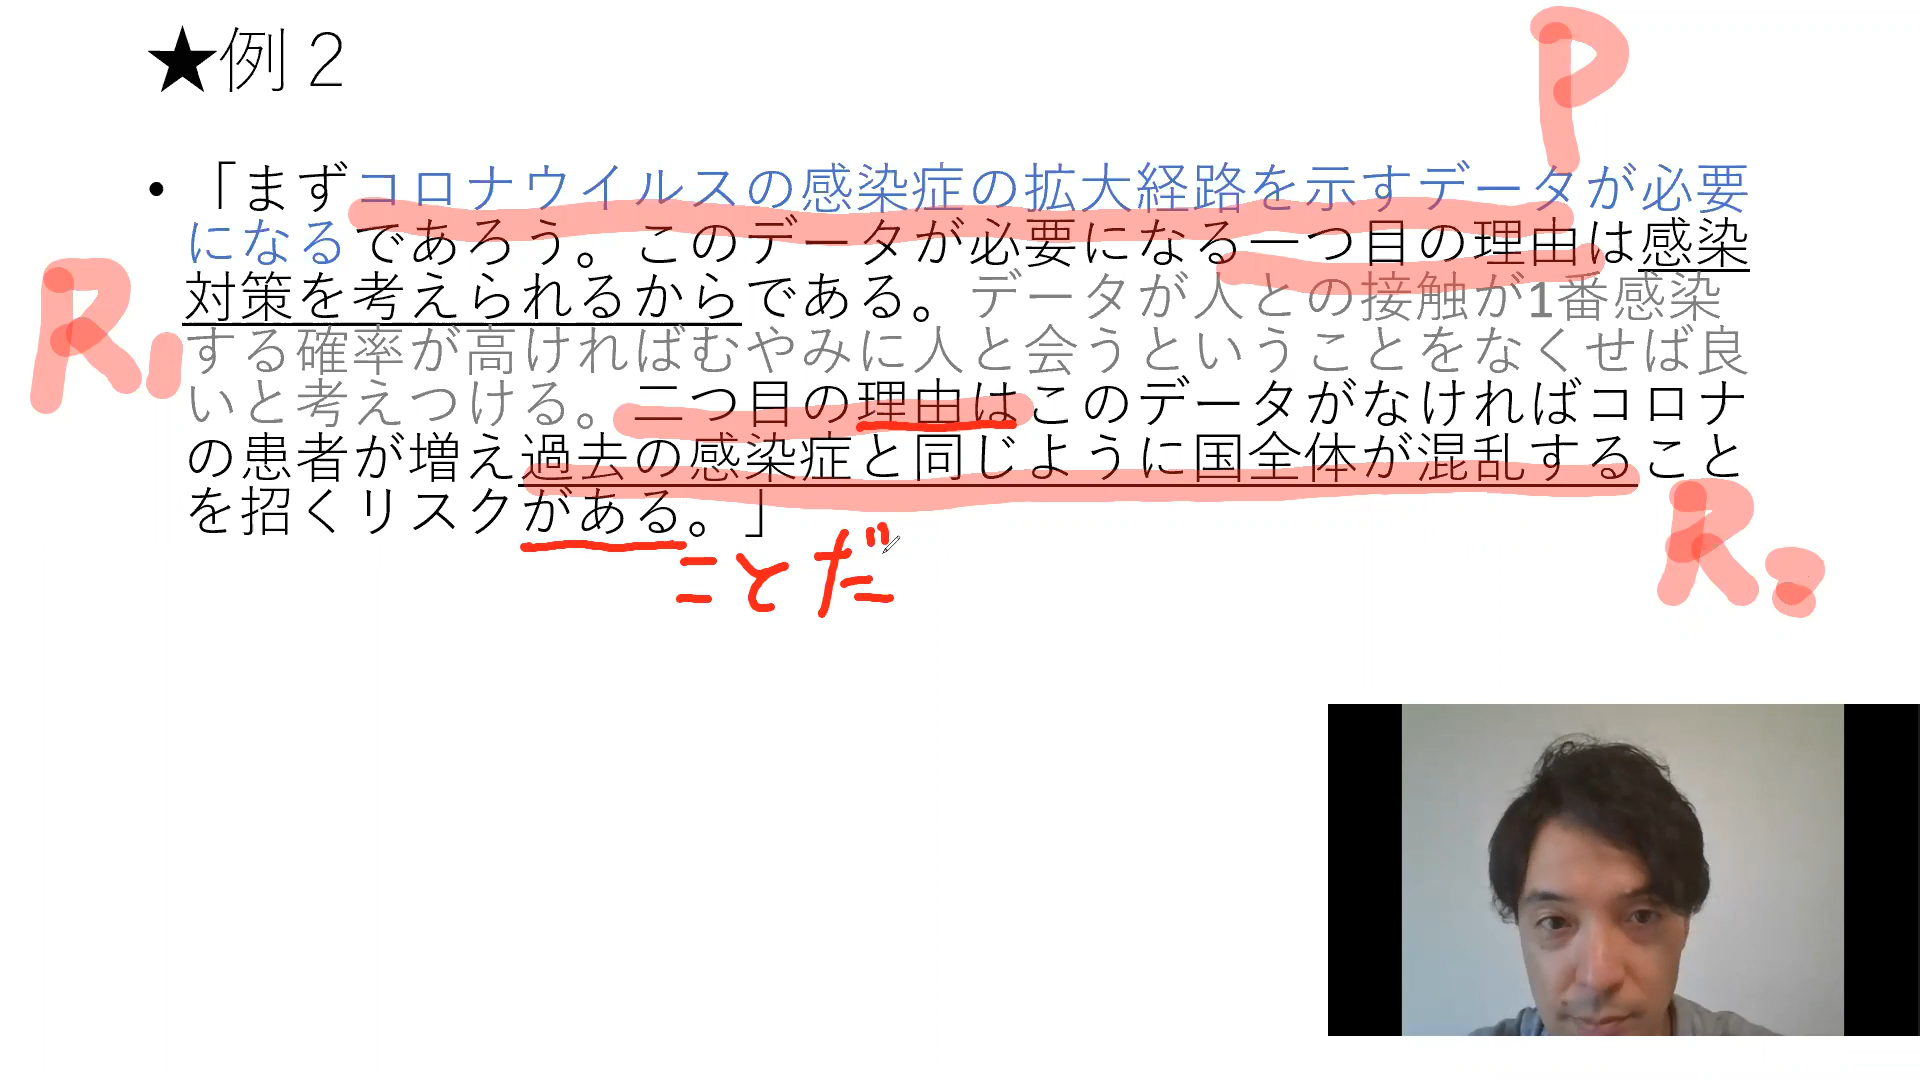 ★例２
P
•「まずコロナウイルスの感染症の拡大経路を示すデータが必要
になるであろう。このデータが必要になる一つ目の理由は感染
対策を考えられるからである。データが人との接触が1番感染
R1
する確率が高ければむやみに人と会うということをなくせば良
いと考えつける。二つ目の理由はこのデータがなければコロナ
の患者が増え過去の感染症と同じように国全体が混乱すること
を招くリスクがある。」
R2
ことだ